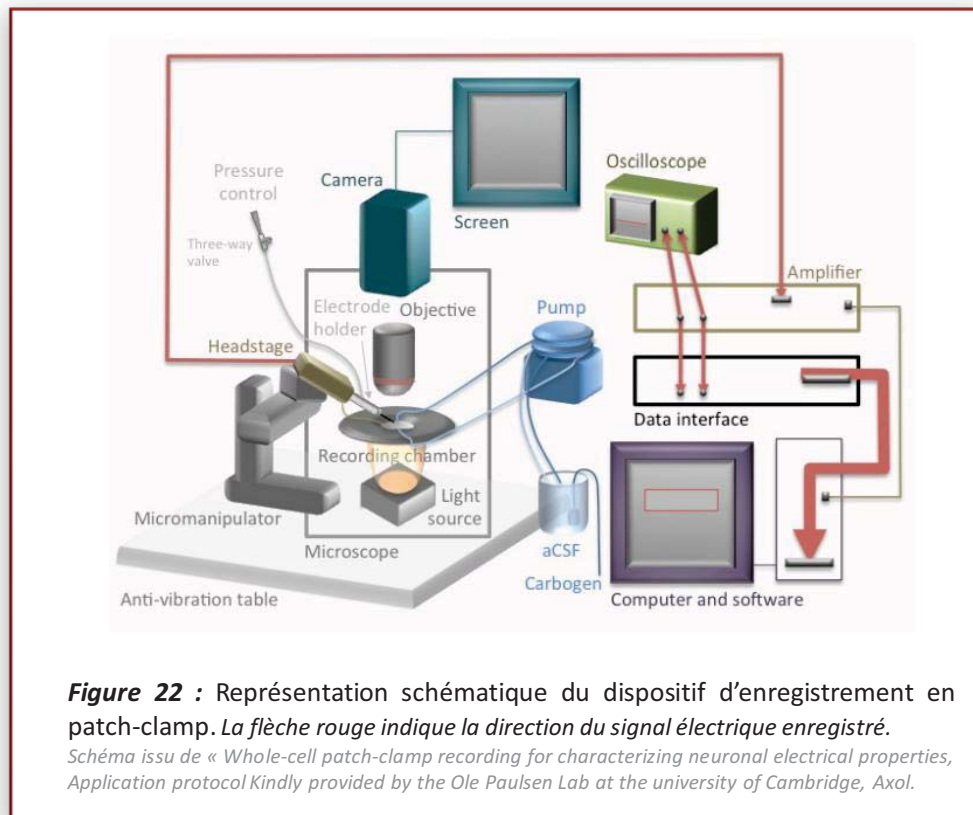 Pressure
control
Three-way
valve
Camera
Screen
Oscilloscope
Amplifier
Electrode
holder
Objective
Headstage
Pump
Data interface
Recording chamber
Light
source
Micromanipulator
Microscope
aCSF
Carbogen
Computer and software
Anti-vibration table
Figure 22 : Représentation schématique du dispositif d’enregistrement en
patch-clamp. La flèche rouge indique la direction du signal électrique enregistré.
Schéma issu de « Whole-cell patch-clamp recording for characterizing neuronal electrical properties,
Application protocol Kindly provided by the Ole Paulsen Lab at the university of Cambridge, Axol.